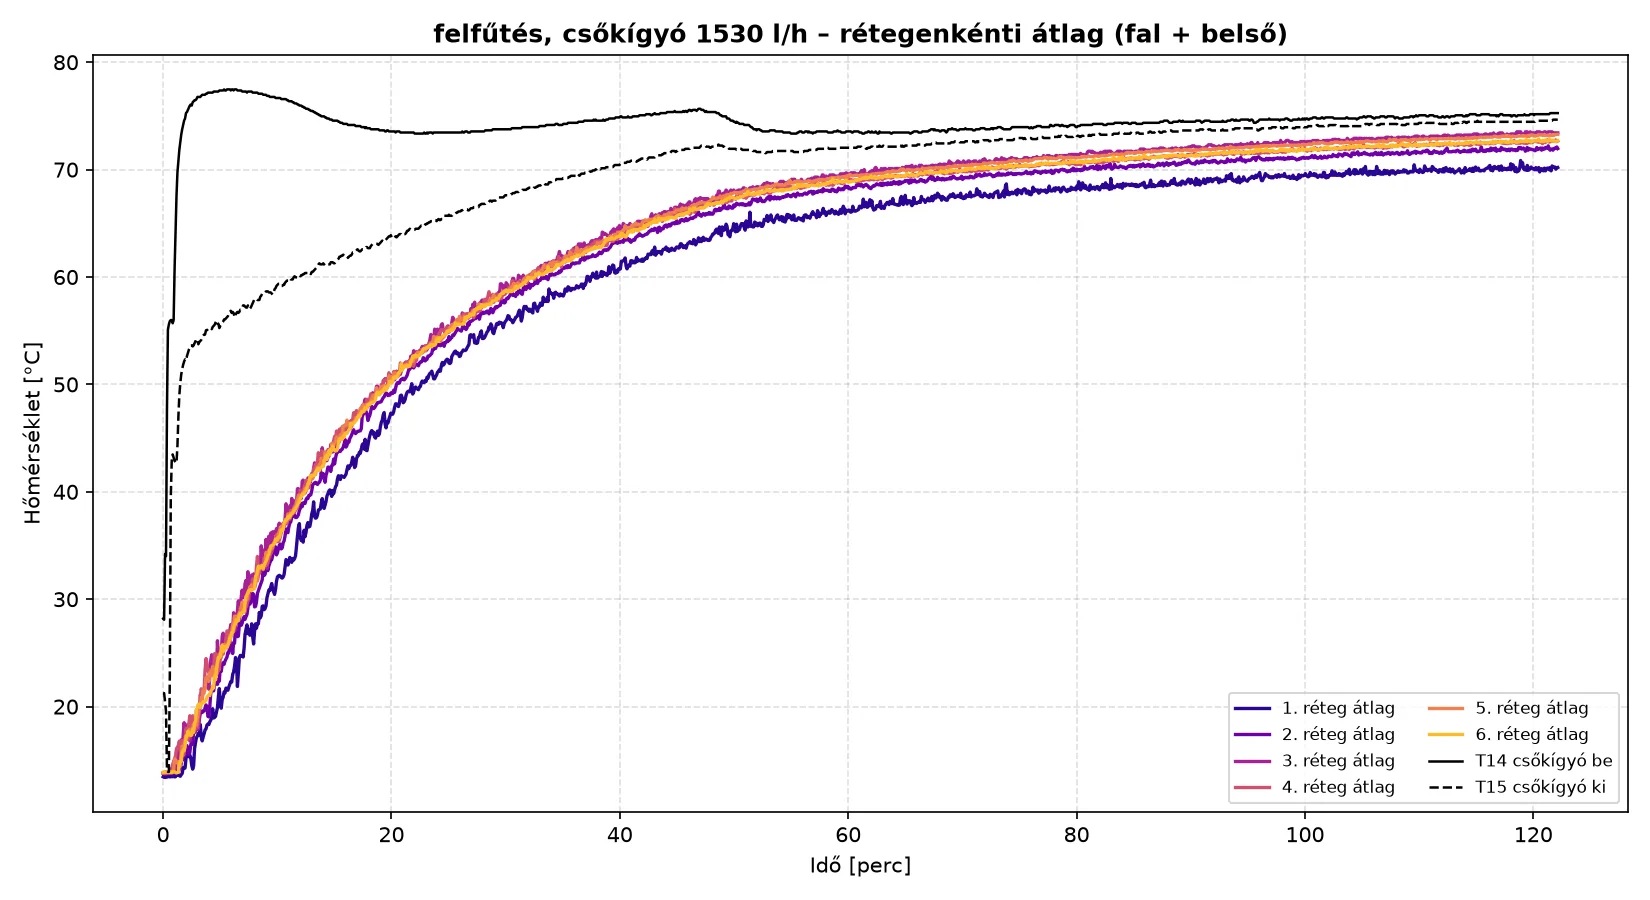 felfűtés, csőkígyó 1530 l/h – rétegenkénti átlag (fal + belső)
Hőmérséklet [°C]
80
70
60
50
40
30
20
0 20 40 60 80 100 120
Idő [perc]
1. réteg átlag
2. réteg átlag
3. réteg átlag
4. réteg átlag
5. réteg átlag
6. réteg átlag
T14 csőkígyó be
T15 csőkígyó ki